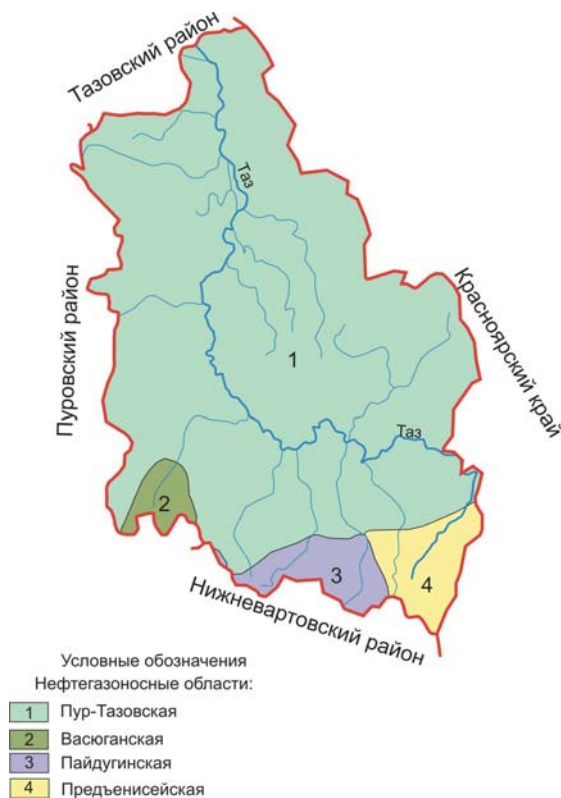 Тазовский район
Таз
Красноярский край
Пуровский район
1
Таз
2
3
4
Нижневартовский район
Условные обозначения
Нефтегазоносные области:
1 Пур-Тазовская
2 Васюганская
3 Пайдугинская
4 Предъенисейская